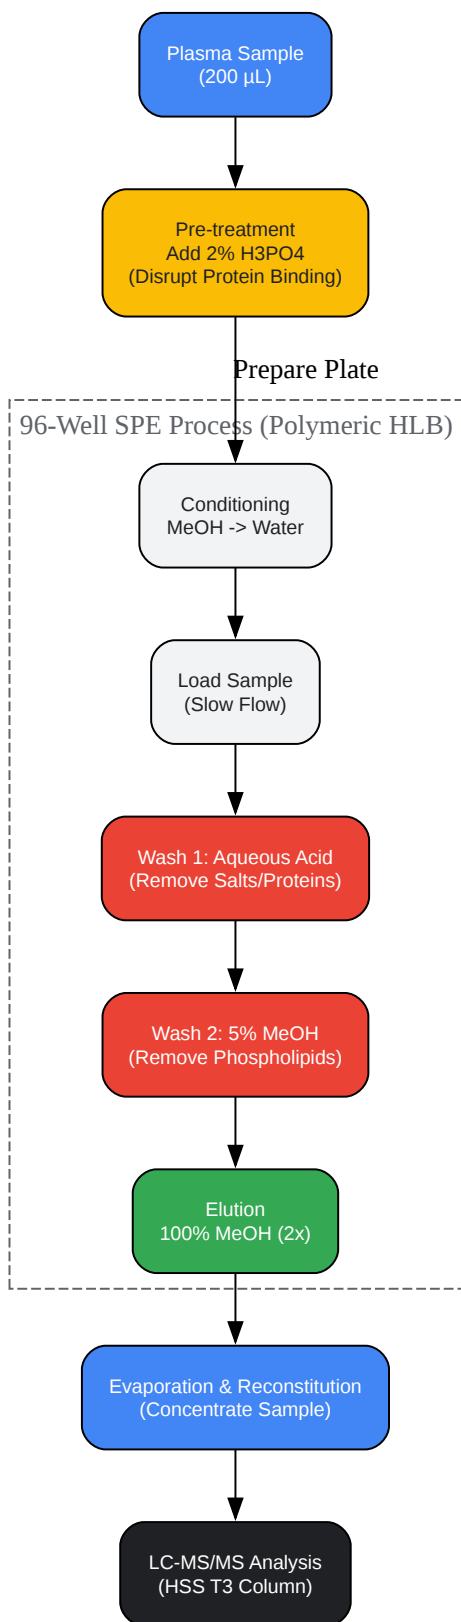 Plasma Sample
(200 µL)
Pre-treatment
Add 2% H3PO4
(Disrupt Protein Binding)
Prepare Plate
96-Well SPE Process (Polymeric HLB)
Conditioning
MeOH -> Water
Load Sample
(Slow Flow)
Wash 1: Aqueous Acid
(Remove Salts/Proteins)
Wash 2: 5% MeOH
(Remove Phospholipids)
Elution
100% MeOH (2x)
Evaporation & Reconstitution
(Concentrate Sample)
LC-MS/MS Analysis
(HSS T3 Column)